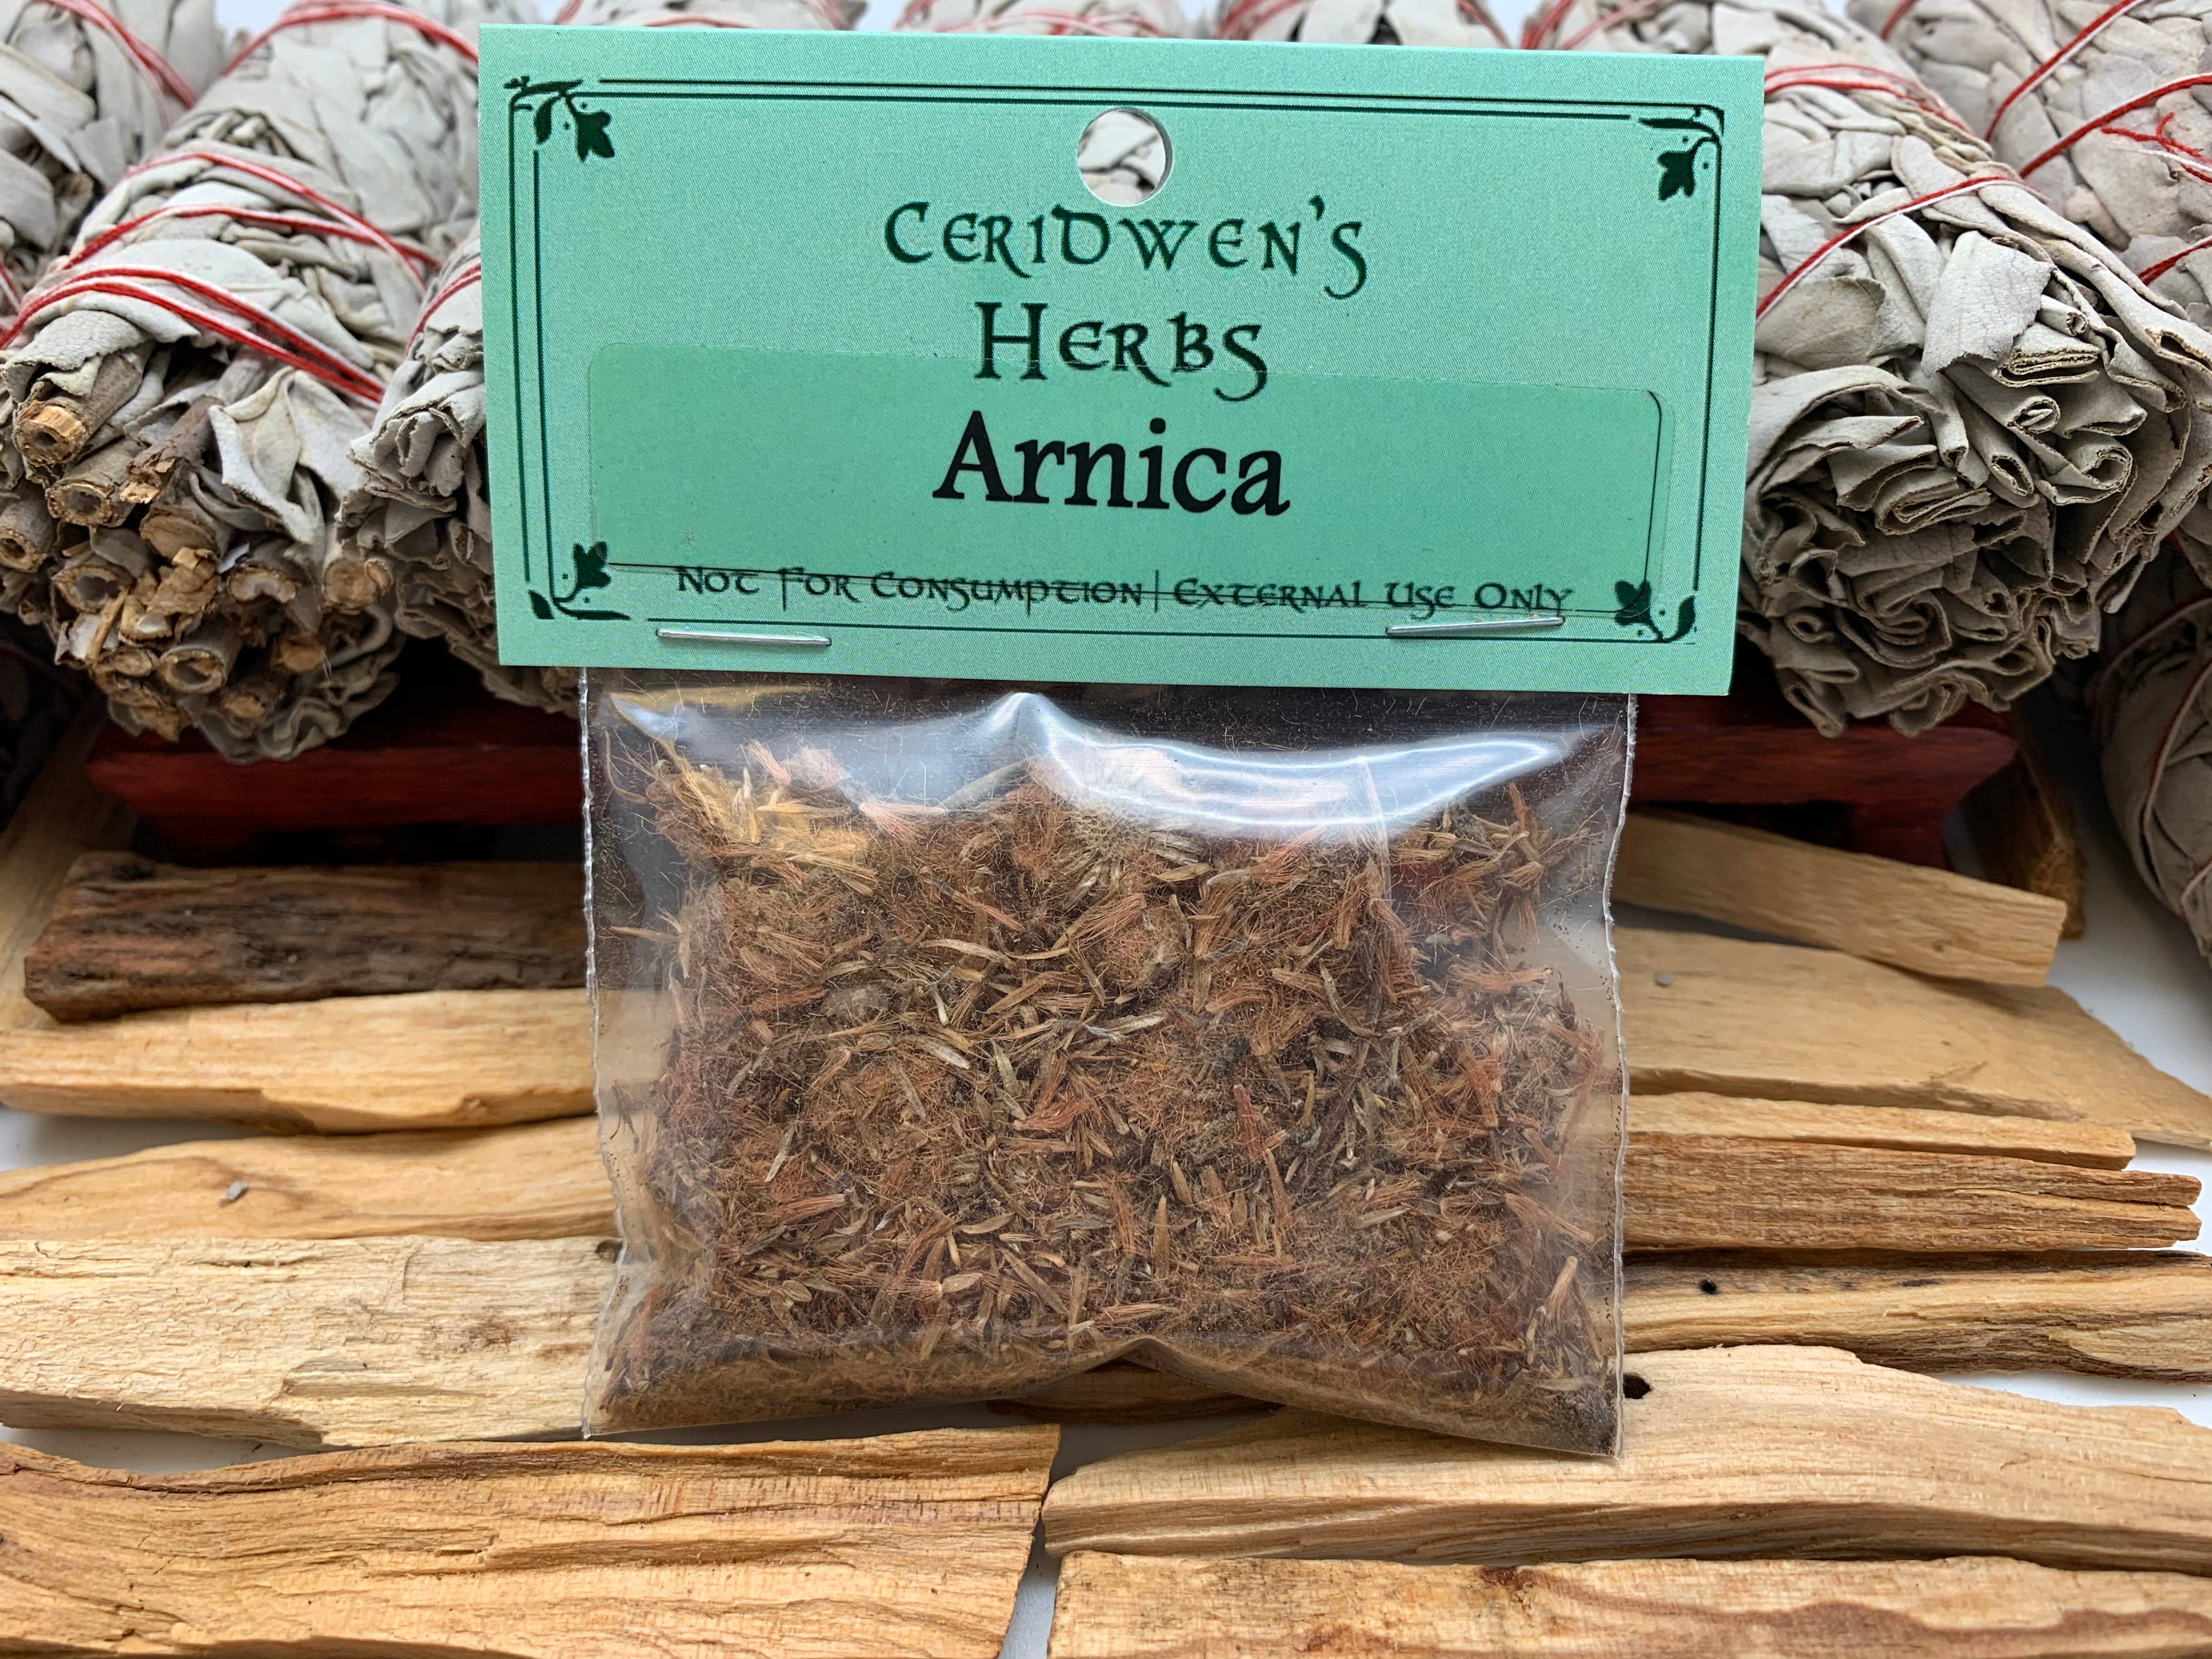 Ceridwen's
Herbs
Arnica
Not For Consumption | External Use Only